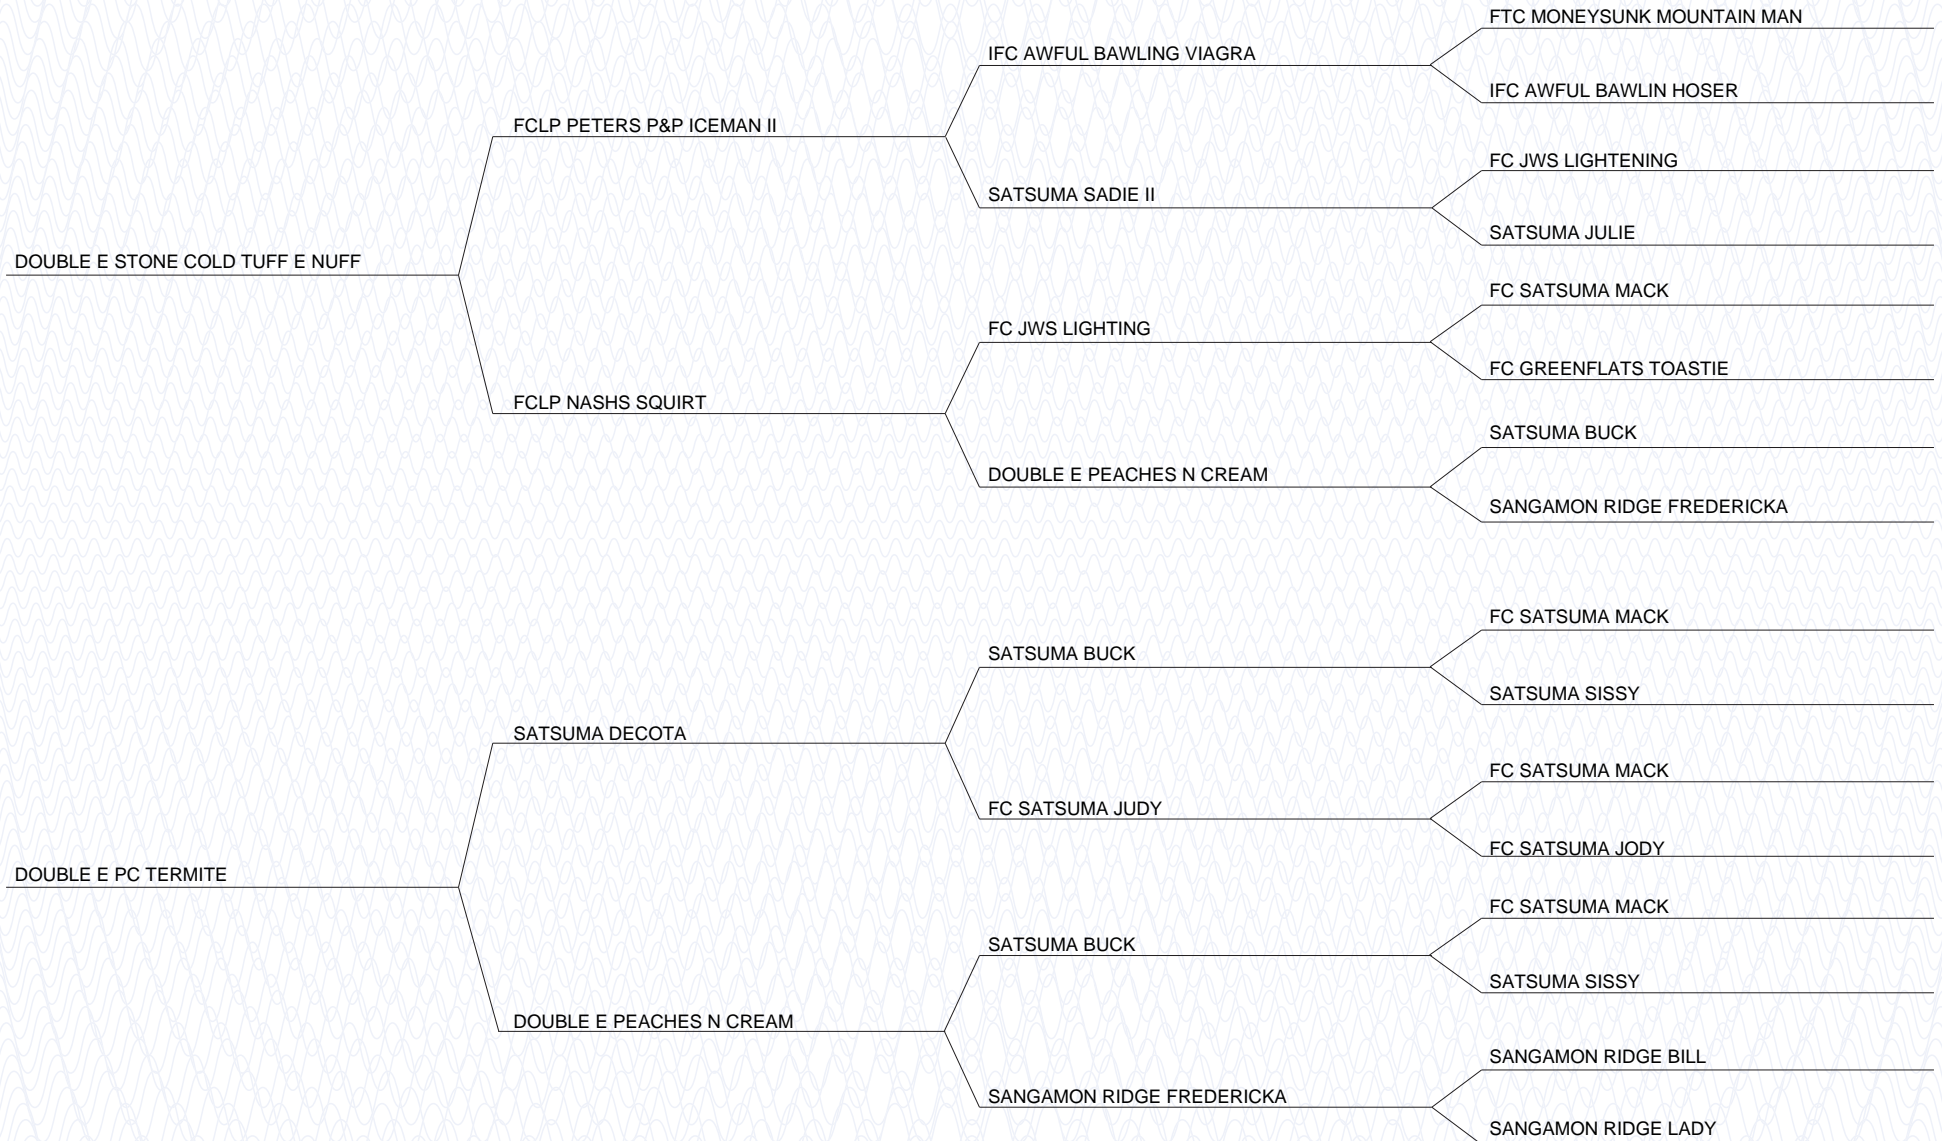 FTC MONEYSUNK MOUNTAIN MAN
IFC AWFUL BAWLING VIAGRA
IFC AWFUL BAWLIN HOSER
FCLP PETERS P&P ICEMAN II
FC JWS LIGHTENING
SATSUMA SADIE II
SATSUMA JULIE
DOUBLE E STONE COLD TUFF E NUFF
FC SATSUMA MACK
FC JWS LIGHTING
FC GREENFLATS TOASTIE
FCLP NASHS SQUIRT
SATSUMA BUCK
DOUBLE E PEACHES N CREAM
SANGAMON RIDGE FREDERICKA
FC SATSUMA MACK
SATSUMA BUCK
SATSUMA SISSY
SATSUMA DECOTA
FC SATSUMA MACK
FC SATSUMA JUDY
FC SATSUMA JODY
DOUBLE E PC TERMITE
FC SATSUMA MACK
SATSUMA BUCK
SATSUMA SISSY
DOUBLE E PEACHES N CREAM
SANGAMON RIDGE BILL
SANGAMON RIDGE FREDERICKA
SANGAMON RIDGE LADY